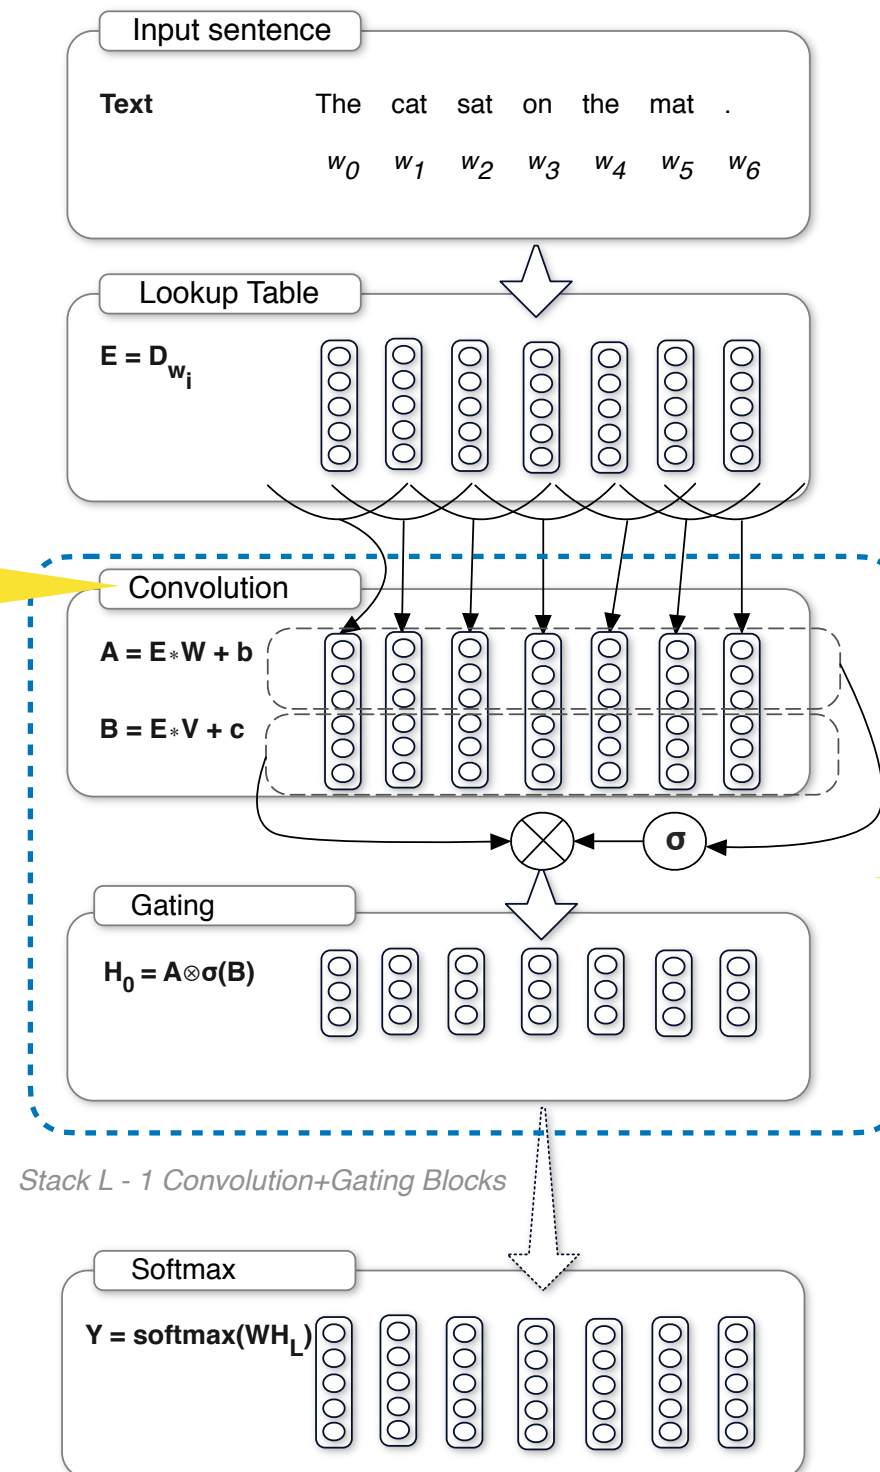 Input sentence
Text The cat sat on the mat .
w0 w1 w2 w3 w4 w5 w6
Lookup Table
E = Dwi
Convolution
A = E*W + b
B = E*V + c
σ
Gating
H0 = A⊗σ(B)
Stack L - 1 Convolution+Gating Blocks
Softmax
Y = softmax(WHL)